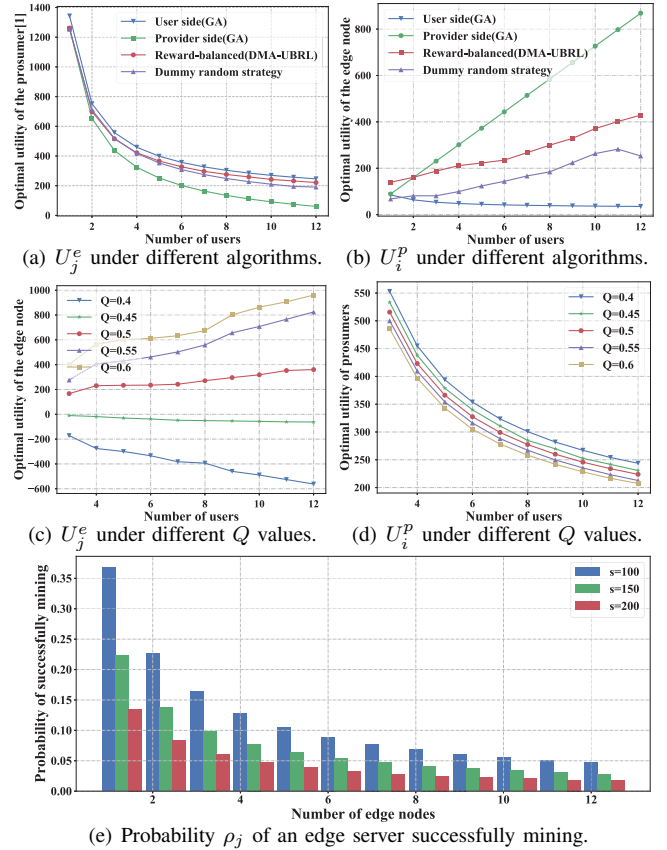 Optimal utility of the prosumer[1]
1400
1200
1000
800
600
400
200
0
User side(GA)
Provider side(GA)
Reward-balanced(DMA-UBRL)
Dummy random strategy
2 4 6 8 10 12
Number of users
(a) U_j^e under different algorithms.
Optimal utility of the edge node
800
600
400
200
0
User side(GA)
Provider side(GA)
Reward-balanced(DMA-UBRL)
Dummy random strategy
2 4 6 8 10 12
Number of users
(b) U_i^p under different algorithms.
Optimal utility of the edge node
1000
800
600
400
200
0
−200
−400
−600
Q=0.4
Q=0.45
Q=0.5
Q=0.55
Q=0.6
4 6 8 10 12
Number of users
(c) U_j^e under different Q values.
Optimal utility of prosumers
550
500
450
400
350
300
250
200
Q=0.4
Q=0.45
Q=0.5
Q=0.55
Q=0.6
4 6 8 10 12
Number of users
(d) U_i^p under different Q values.
Probability of successfully mining
0.35
0.30
0.25
0.20
0.15
0.10
0.05
0.00
s=100
s=150
s=200
2 4 6 8 10 12
Number of edge nodes
(e) Probability ρ_j of an edge server successfully mining.